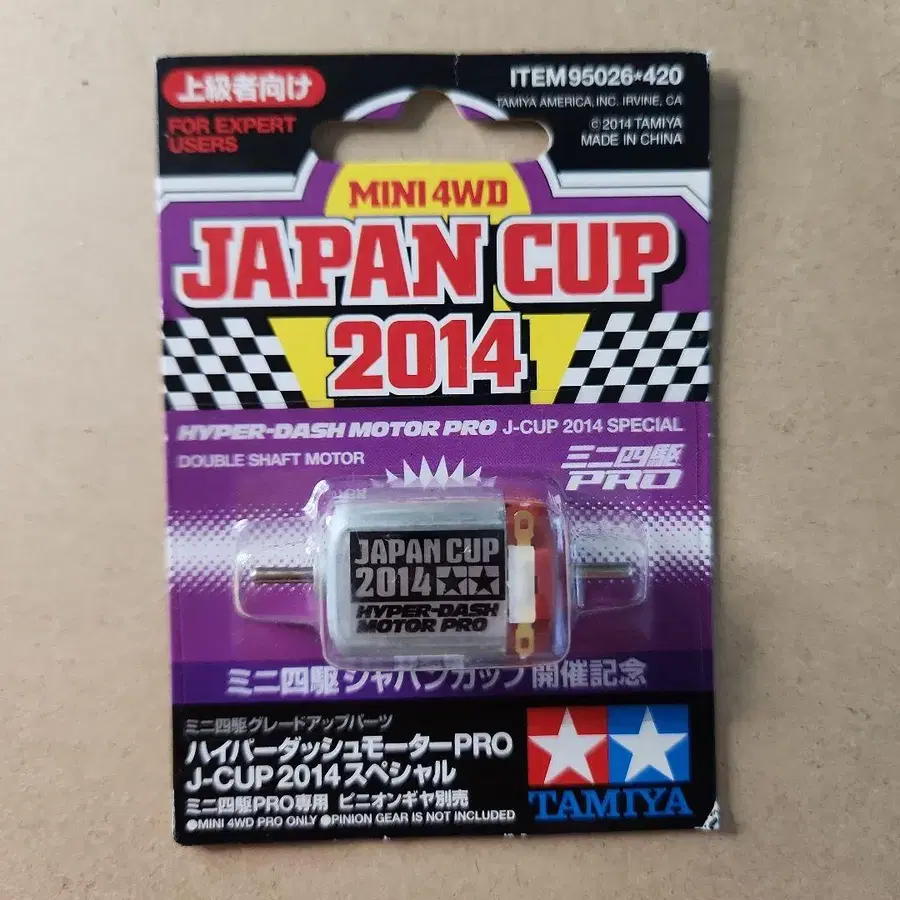 上級者向け
FOR EXPERT
USERS
ITEM 95026★420
TAMIYA AMERICA, INC. IRVINE, CA
©2014 TAMIYA
MADE IN CHINA
MINI 4WD
JAPAN CUP
2014
HYPER-DASH MOTOR PRO J-CUP 2014 SPECIAL
DOUBLE SHAFT MOTOR
ミニ四駆
PRO
JAPAN CUP
2014
HYPER-DASH
MOTOR PRO
ミニ四駆ジャパンカップ開催記念
ミニ四駆グレードアップパーツ
ハイパーダッシュモーターPRO
J-CUP 2014 スペシャル
ミニ四駆PRO専用 ピニオンギヤ別売
●MINI 4WD PRO ONLY ●PINION GEAR IS NOT INCLUDED
TAMIYA